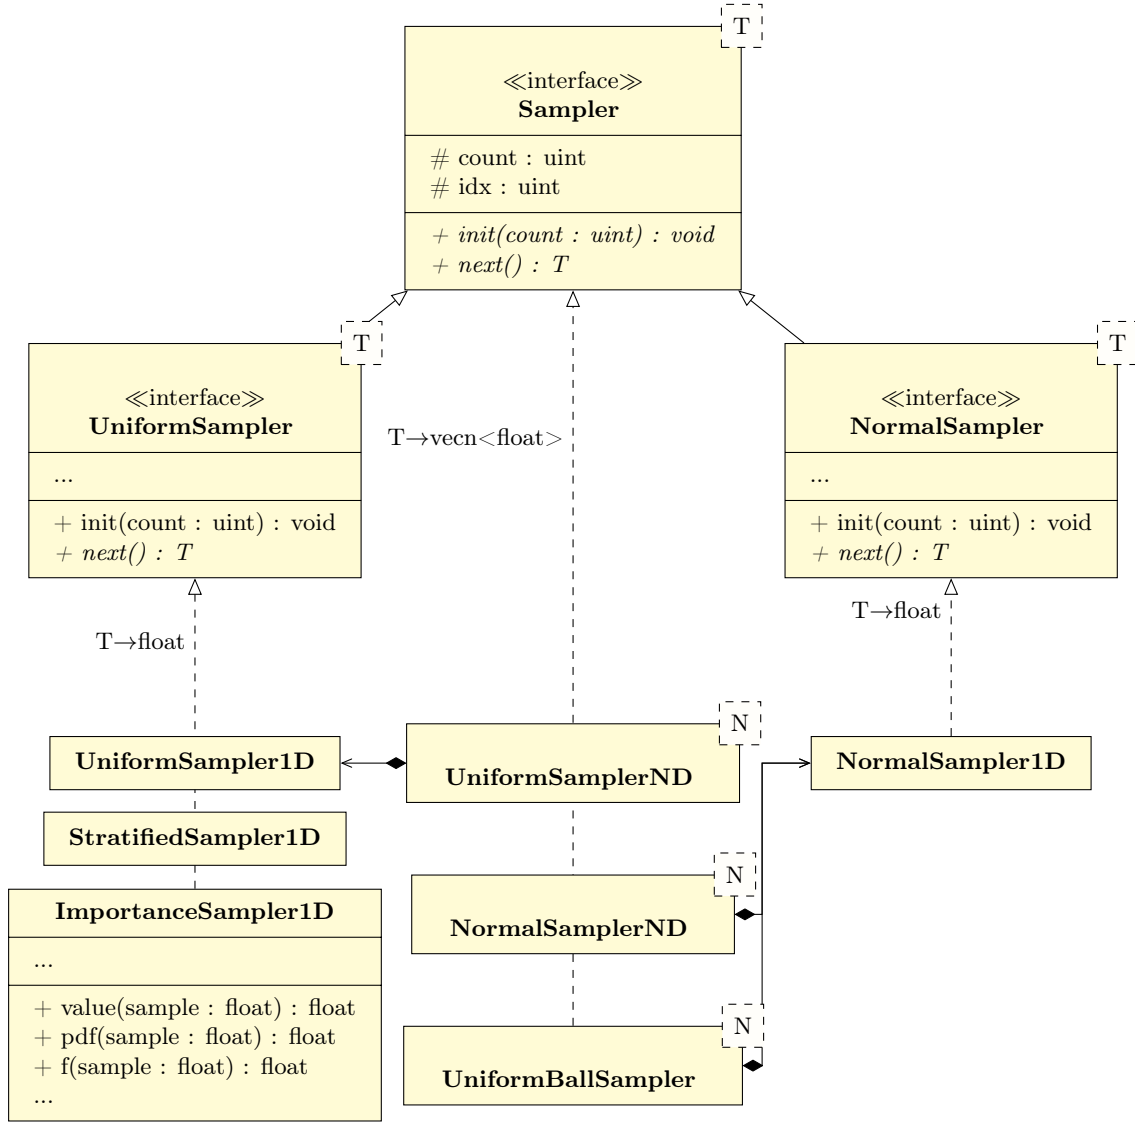 T
≪interface≫
Sampler
# count : uint
# idx : uint
+ init(count : uint) : void
+ next() : T
T
≪interface≫
UniformSampler
...
+ init(count : uint) : void
+ next() : T
T→vecn<float>
T
≪interface≫
NormalSampler
...
+ init(count : uint) : void
+ next() : T
T→float
T→float
UniformSampler1D
N
UniformSamplerND
NormalSampler1D
StratifiedSampler1D
N
NormalSamplerND
ImportanceSampler1D
...
+ value(sample : float) : float
+ pdf(sample : float) : float
+ f(sample : float) : float
...
N
UniformBallSampler